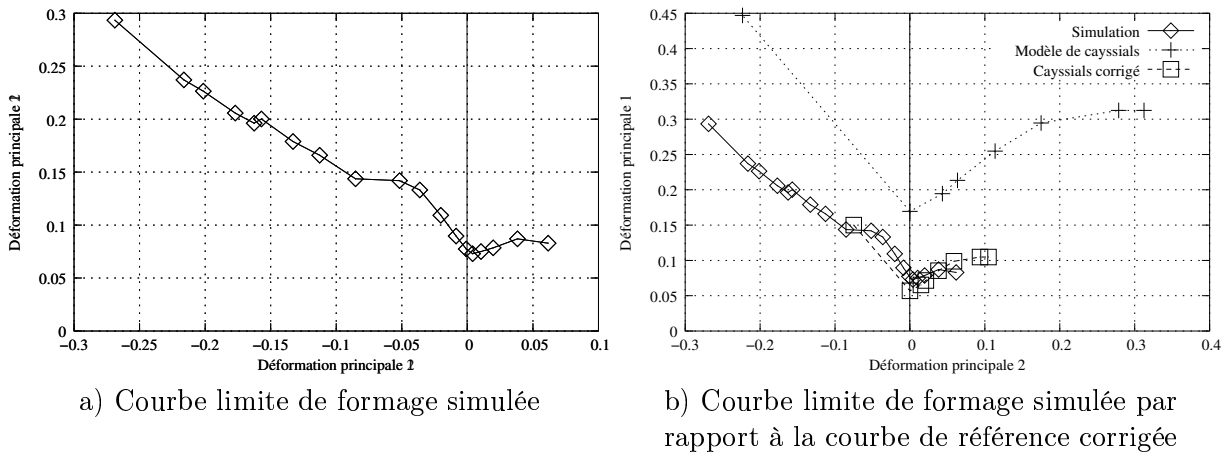 0.3
0.25
0.2
0.15
0.1
0.05
0
−0.3 −0.25 −0.2 −0.15 −0.1 −0.05 0 0.05 0.1
Déformation principale
Déformation principale
a) Courbe limite de formage simulée
0.45
0.4
0.35
0.3
0.25
0.2
0.15
0.1
0.05
0
−0.3 −0.2 −0.1 0 0.1 0.2 0.3 0.4
Déformation principale 1
Déformation principale 2
Simulation
Modèle de cayssials
Cayssials corrigé
b) Courbe limite de formage simulée par
rapport à la courbe de référence corrigée